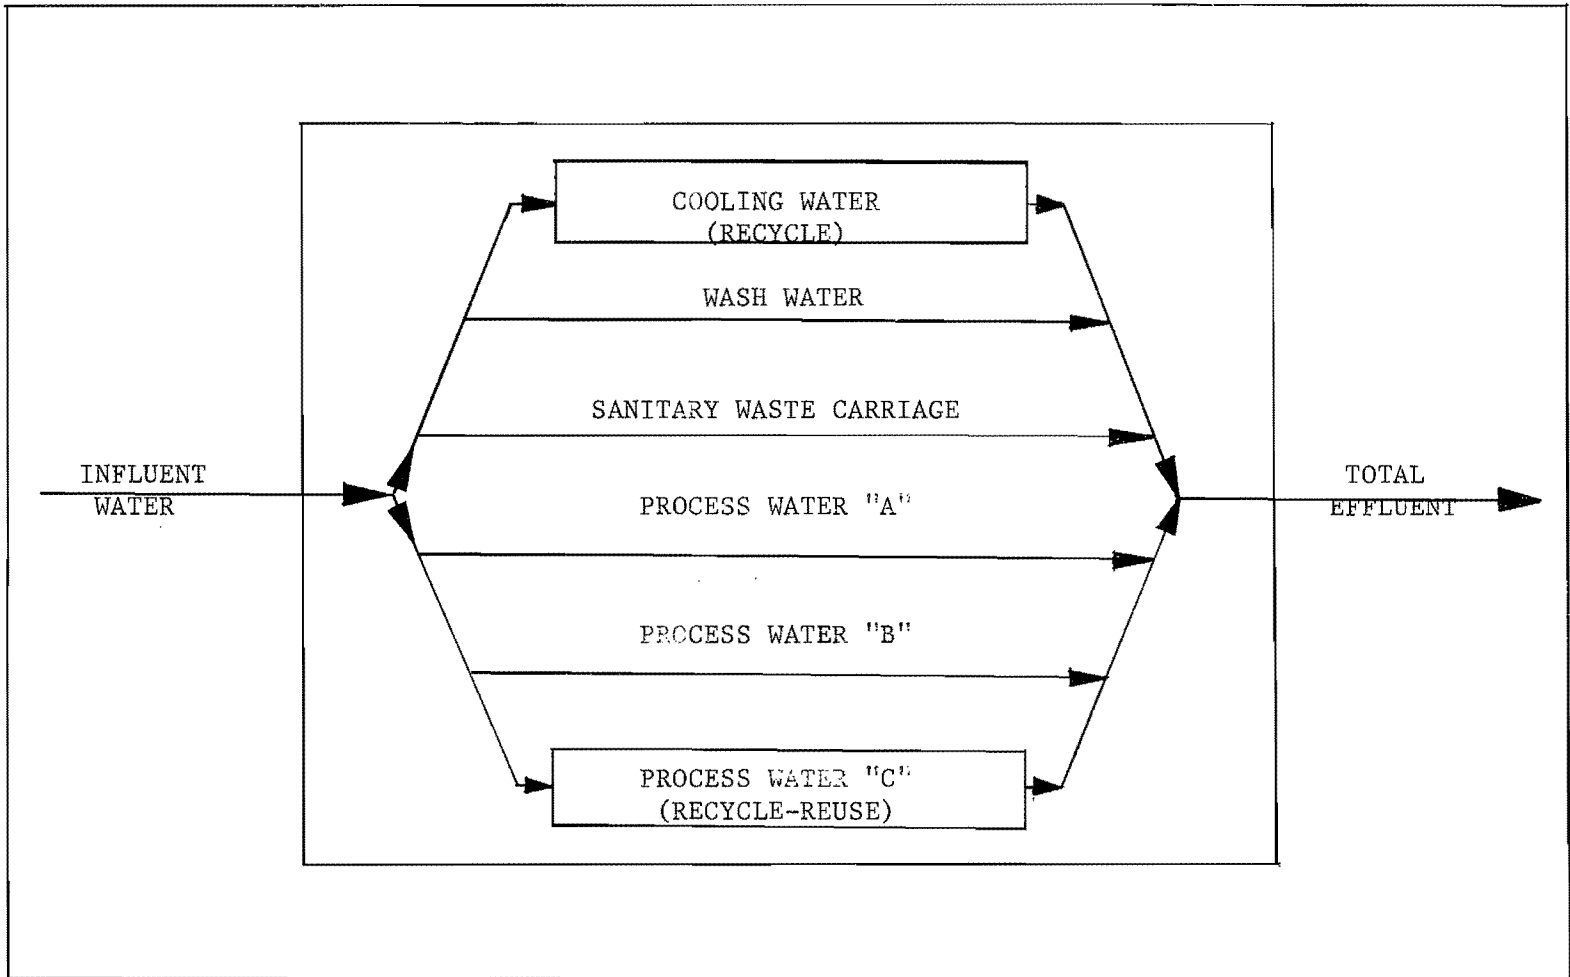 COOLING WATER
(RECYCLE)
WASH WATER
SANITARY WASTE CARRIAGE
INFLUENT
WATER
PROCESS WATER "A"
TOTAL
EFFLUENT
PROCESS WATER "B"
PROCESS WATER "C"
(RECYCLE-REUSE)